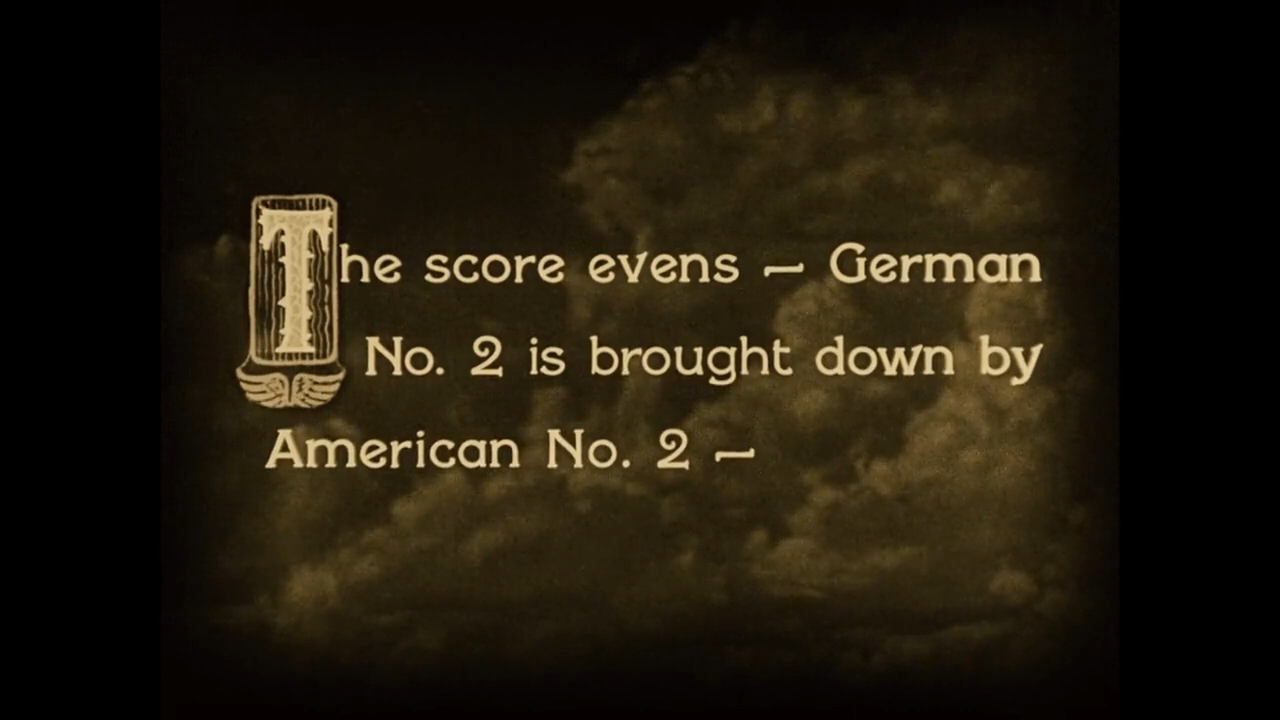 The score evens — German
No. 2 is brought down by
American No. 2 —